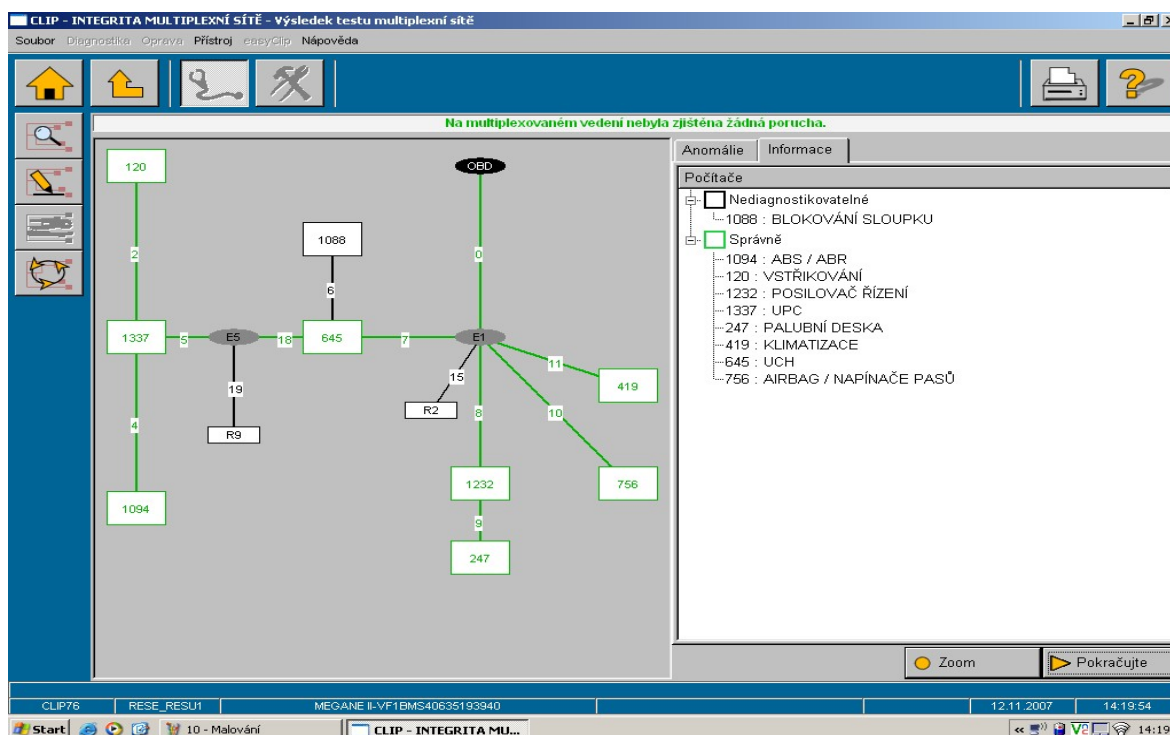 CLIP - INTEGRITA MULTIPLEXNÍ SÍTĚ - Výsledek testu multiplexní sítě
Soubor Diagnostika Oprava Přístroj easyClip Nápověda
Na multiplexovaném vedení nebyla zjištěna žádná porucha.
120
OBD
1088
2
0
6
1337
5
E5
18
645
7
E1
11
419
15
19
R2
8
10
4
R9
1232
756
1094
9
247
Anomálie Informace
Počítače
Nediagnostikovatelné
1088 : BLOKOVÁNÍ SLOUPKU
Správně
1094 : ABS / ABR
120 : VSTŘIKOVÁNÍ
1232 : POSILOVAČ ŘÍZENÍ
1337 : UPC
247 : PALUBNÍ DESKA
419 : KLIMATIZACE
645 : UCH
756 : AIRBAG / NAPÍNAČE PASŮ
Zoom Pokračujte
CLIP76 RESE_RESU1 MEGANE II-VF1BMS40635193940 12.11.2007 14:19:54
Start 10 - Malování CLIP - INTEGRITA MU... 14:19